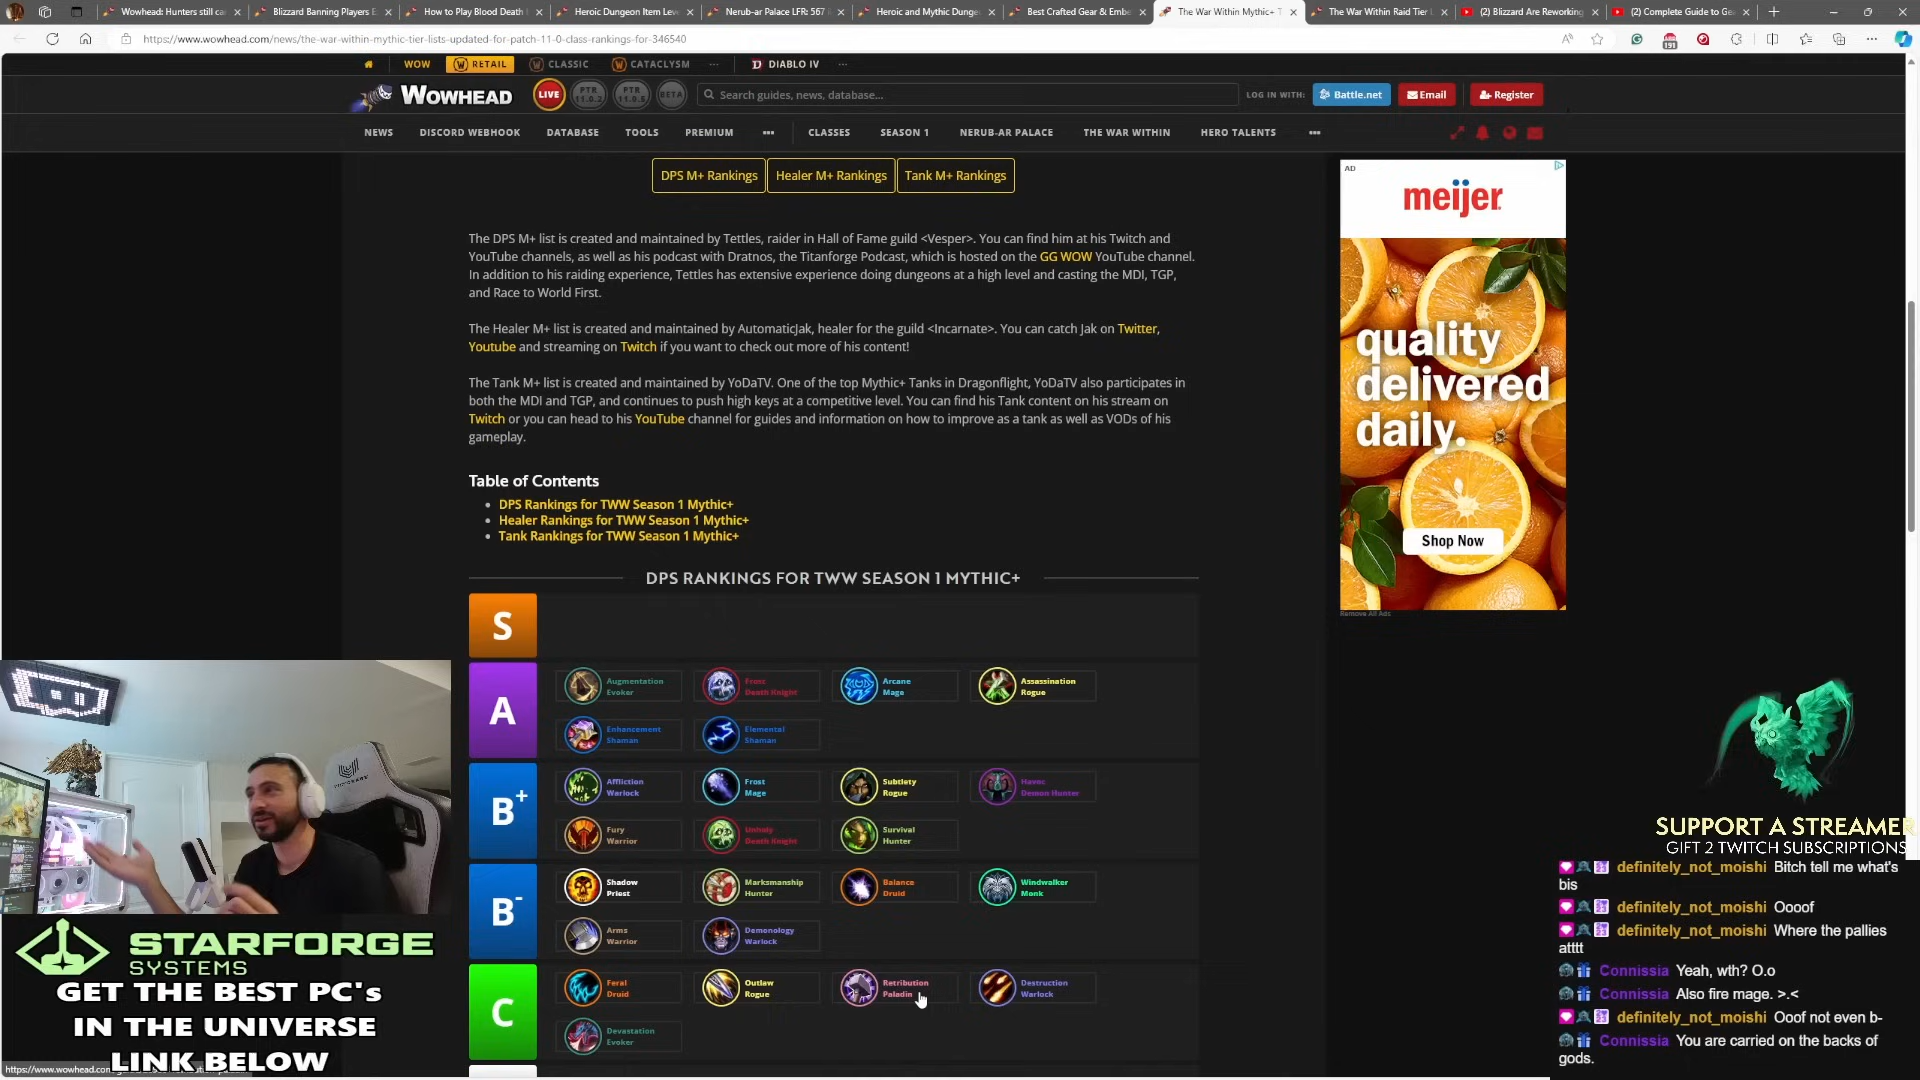 Wowhead: Hunters still ca
Blizzard Banning Players E
How to Play Blood Death
Heroic Dungeon Item Lev
Nerub-ar Palace LFR: 567
Heroic and Mythic Dunge
Best Crafted Gear & Embe
The War Within Mythic+ T
The War Within Raid Tier L
(2) Blizzard Are Reworking
(2) Complete Guide to Ge
https://www.wowhead.com/news/the-war-within-mythic-tier-lists-updated-for-patch-11-0-class-rankings-for-346540
191
WOW
RETAIL
CLASSIC
CATACLYSM
DIABLO IV
WOWHEAD
LIVE
PTR 11.0.2
PTR 11.0.5
BETA
Search guides, news, database...
LOG IN WITH:
Battle.net
Email
Register
NEWS
DISCORD WEBHOOK
DATABASE
TOOLS
PREMIUM
CLASSES
SEASON 1
NERUB-AR PALACE
THE WAR WITHIN
HERO TALENTS
DPS M+ Rankings
Healer M+ Rankings
Tank M+ Rankings
The DPS M+ list is created and maintained by Tettles, raider in Hall of Fame guild <Vesper>. You can find him at his Twitch and
YouTube channels, as well as his podcast with Dratnos, the Titanforge Podcast, which is hosted on the GG WOW YouTube channel.
In addition to his raiding experience, Tettles has extensive experience doing dungeons at a high level and casting the MDI, TGP,
and Race to World First.
The Healer M+ list is created and maintained by AutomaticJak, healer for the guild <Incarnate>. You can catch Jak on Twitter,
Youtube and streaming on Twitch if you want to check out more of his content!
The Tank M+ list is created and maintained by YoDaTV. One of the top Mythic+ Tanks in Dragonflight, YoDaTV also participates in
both the MDI and TGP, and continues to push high keys at a competitive level. You can find his Tank content on his stream on
Twitch or you can head to his YouTube channel for guides and information on how to improve as a tank as well as VODs of his
gameplay.
Table of Contents
DPS Rankings for TWW Season 1 Mythic+
Healer Rankings for TWW Season 1 Mythic+
Tank Rankings for TWW Season 1 Mythic+
DPS RANKINGS FOR TWW SEASON 1 MYTHIC+
S
A
Augmentation Evoker
Frost Death Knight
Arcane Mage
Assassination Rogue
Enhancement Shaman
Elemental Shaman
B+
Affliction Warlock
Frost Mage
Subtlety Rogue
Havoc Demon Hunter
Fury Warrior
Unholy Death Knight
Survival Hunter
B-
Shadow Priest
Marksmanship Hunter
Balance Druid
Windwalker Monk
Arms Warrior
Demonology Warlock
C
Feral Druid
Outlaw Rogue
Retribution Paladin
Destruction Warlock
Devastation Evoker
AD
meijer
quality
delivered
daily.
Shop Now
Remove All Ads
STARFORGE
SYSTEMS
GET THE BEST PC's
IN THE UNIVERSE
LINK BELOW
SUPPORT A STREAMER
GIFT 2 TWITCH SUBSCRIPTIONS
definitely_not_moishi Bitch tell me what's
bis
definitely_not_moishi Oooof
definitely_not_moishi Where the pallies
atttt
Connissia Yeah, wth? O.o
Connissia Also fire mage. >.<
definitely_not_moishi Ooof not even b-
Connissia You are carried on the backs of
gods.